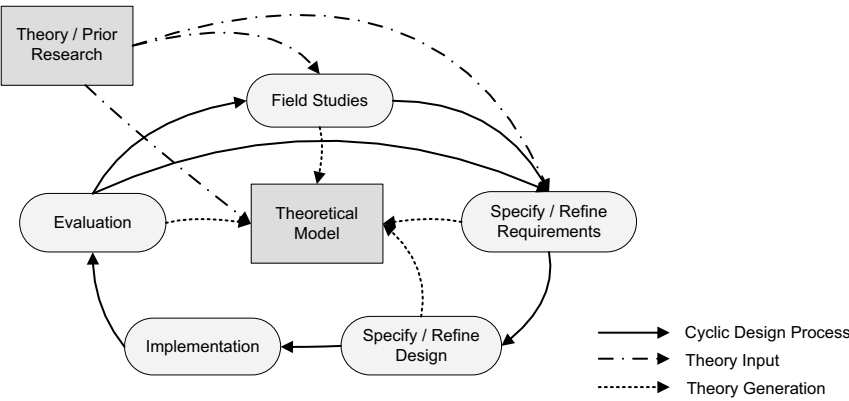 Theory / Prior
Research
Field Studies
Evaluation
Theoretical
Model
Specify / Refine
Requirements
Implementation
Specify / Refine
Design
Cyclic Design Process
Theory Input
Theory Generation